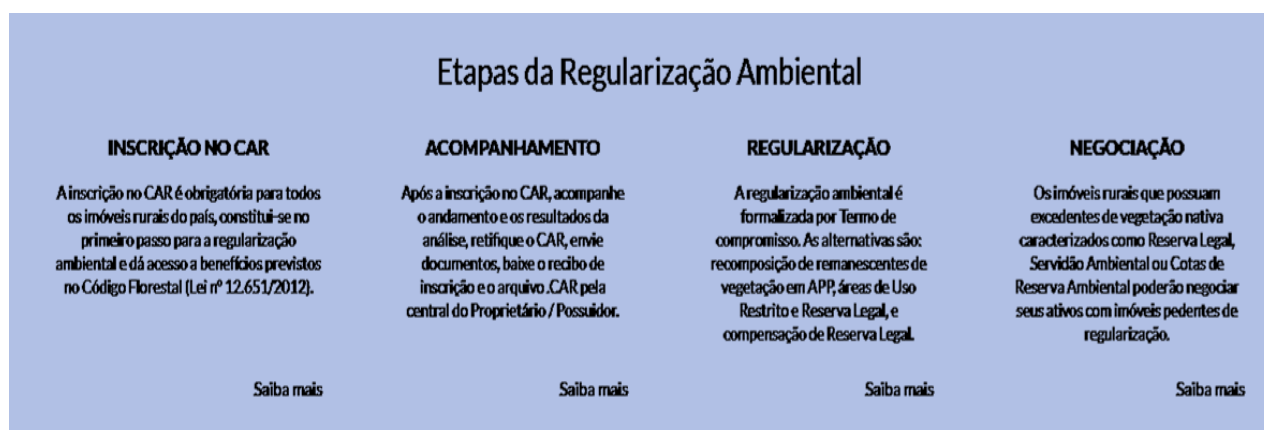 Etapas da Regularização Ambiental
INSCRIÇÃO NO CAR
A inscrição no CAR é obrigatória para todos
os imóveis rurais do país, constitui-se no
primeiro passo para a regularização
ambiental e dá acesso a benefícios previstos
no Código Florestal (Lei nº 12.651/2012).
Saiba mais
ACOMPANHAMENTO
Após a inscrição no CAR, acompanhe
o andamento e os resultados da
análise, retifique o CAR, envie
documentos, baixe o recibo de
inscrição e o arquivo .CAR pela
central do Proprietário / Possuidor.
Saiba mais
REGULARIZAÇÃO
A regularização ambiental é
formalizada por Termo de
compromisso. As alternativas são:
recomposição de remanescentes de
vegetação em APP, áreas de Uso
Restrito e Reserva Legal, e
compensação de Reserva Legal.
Saiba mais
NEGOCIAÇÃO
Os imóveis rurais que possuam
excedentes de vegetação nativa
caracterizados como Reserva Legal,
Servidão Ambiental ou Cotas de
Reserva Ambiental poderão negociar
seus ativos com imóveis pedentes de
regularização.
Saiba mais